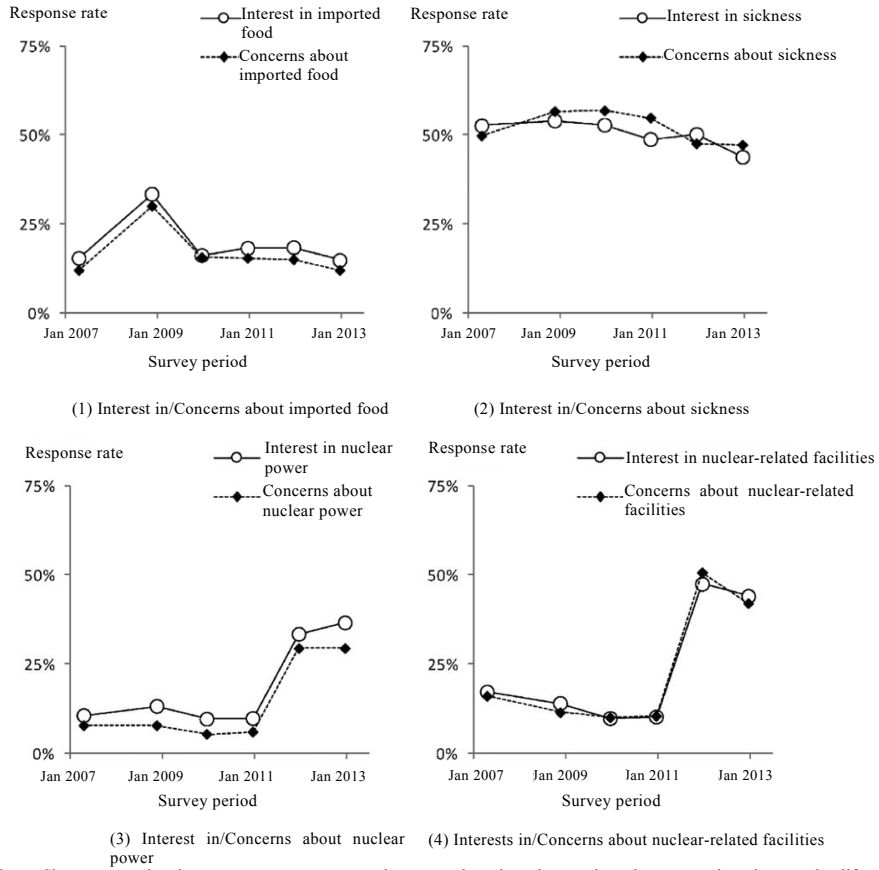 Response rate
Interest in imported
food
Concerns about
imported food
75%
50%
25%
0%
Jan 2007
Jan 2009
Jan 2011
Jan 2013
Survey period
(1) Interest in/Concerns about imported food
Response rate
Interest in sickness
Concerns about sickness
75%
50%
25%
0%
Jan 2007
Jan 2009
Jan 2011
Jan 2013
Survey period
(2) Interest in/Concerns about sickness
Response rate
Interest in nuclear
power
Concerns about
nuclear power
75%
50%
25%
0%
Jan 2007
Jan 2009
Jan 2011
Jan 2013
Survey period
(3) Interest in/Concerns about nuclear
power
Response rate
Interest in nuclear-related facilities
Concerns about nuclear-related
facilities
75%
50%
25%
0%
Jan 2007
Jan 2009
Jan 2011
Jan 2013
Survey period
(4) Interests in/Concerns about nuclear-related facilities